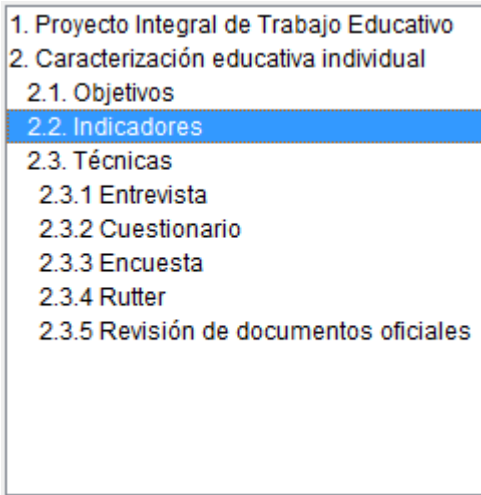 1. Proyecto Integral de Trabajo Educativo
2. Caracterización educativa individual
2.1. Objetivos
2.2. Indicadores
2.3. Técnicas
2.3.1 Entrevista
2.3.2 Cuestionario
2.3.3 Encuesta
2.3.4 Rutter
2.3.5 Revisión de documentos oficiales